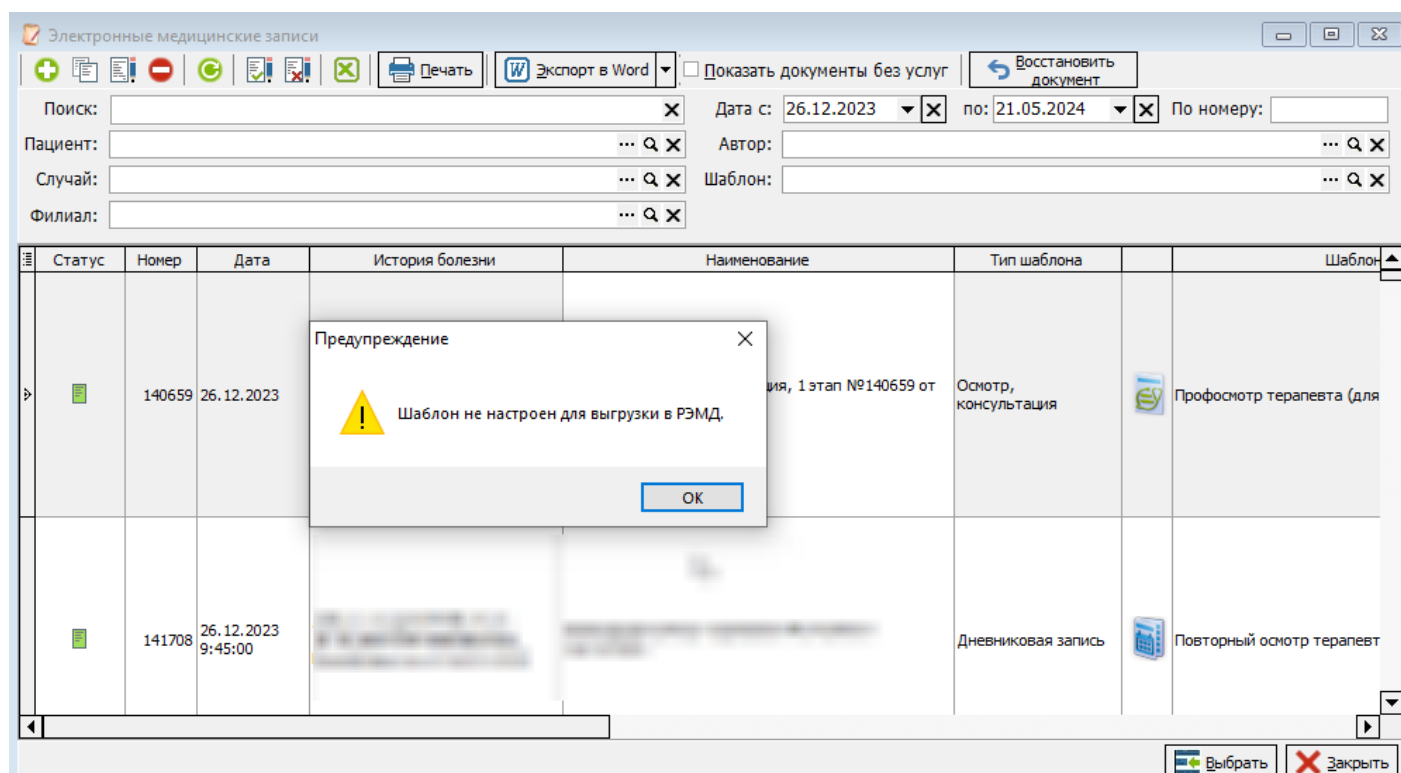 Электронные медицинские записи
Печать
Экспорт в Word
Показать документы без услуг
Восстановить
документ
Поиск:
Дата с: 26.12.2023 по: 21.05.2024 По номеру:
Пациент:
Автор:
Случай:
Шаблон:
Филиал:
Статус Номер Дата История болезни Наименование Тип шаблона Шаблон
Предупреждение
Шаблон не настроен для выгрузки в РЭМД.
ОК
140659 26.12.2023
1 этап №140659 от
Осмотр,
консультация
Профосмотр терапевта (для
141708
26.12.2023
9:45:00
Дневниковая запись
Повторный осмотр терапевт
Выбрать
Закрыть